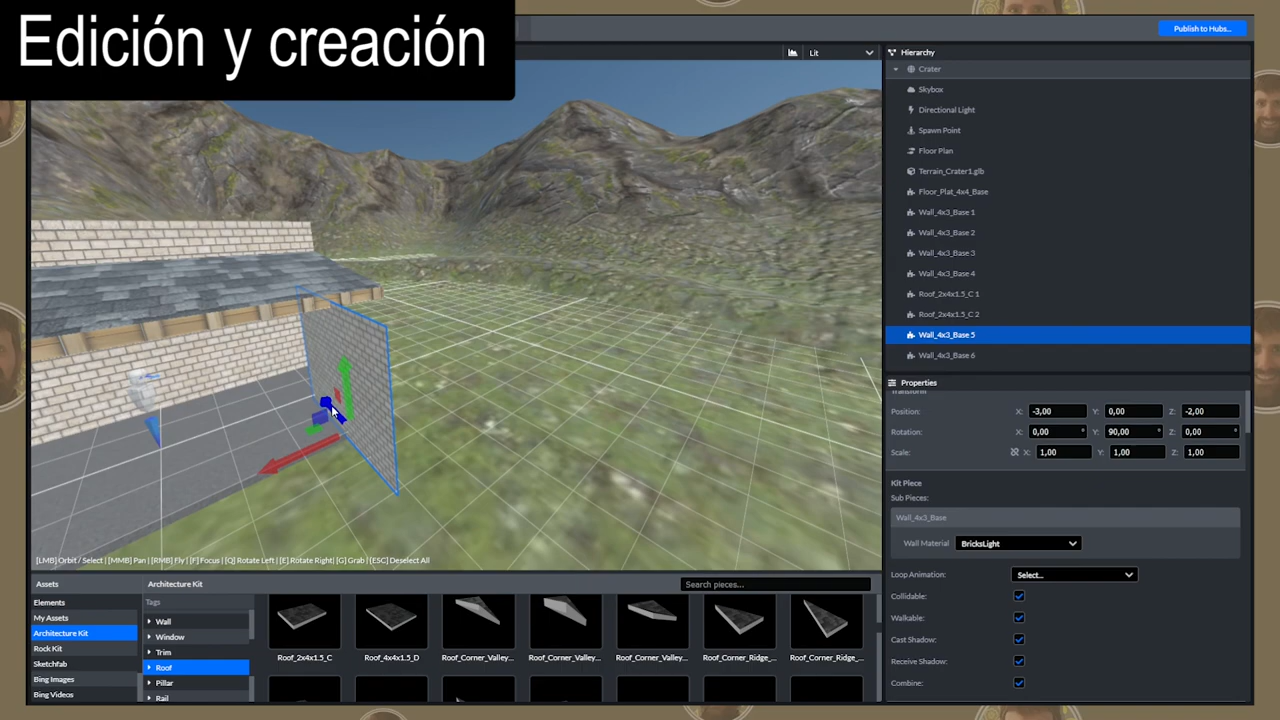 Edición y creación
Publish to Hubs...
Lit
Hierarchy
Crater
Skybox
Directional Light
Spawn Point
Floor Plan
Terrain_Crater1.glb
Floor_Plat_4x4_Base
Wall_4x3_Base 1
Wall_4x3_Base 2
Wall_4x3_Base 3
Wall_4x3_Base 4
Roof_2x4x1.5_C 1
Roof_2x4x1.5_C 2
Wall_4x3_Base 5
Wall_4x3_Base 6
Properties
Transform
Position: X: -3,00 Y: 0,00 Z: -2,00
Rotation: X: 0,00 ° Y: 90,00 ° Z: 0,00 °
Scale: X: 1,00 Y: 1,00 Z: 1,00
Kit Piece
Sub Pieces:
Wall_4x3_Base
Wall Material BricksLight
Loop Animation: Select...
Collidable:
Walkable:
Cast Shadow:
Receive Shadow:
Combine:
[LMB] Orbit / Select | [MMB] Pan | [RMB] Fly | [F] Focus | [Q] Rotate Left | [E] Rotate Right | [G] Grab | [ESC] Deselect All
Assets
Elements
My Assets
Architecture Kit
Rock Kit
Sketchfab
Bing Images
Bing Videos
Architecture Kit
Search pieces...
Tags
Wall
Window
Trim
Roof
Pillar
Rail
Roof_2x4x1.5_C
Roof_4x4x1.5_D
Roof_Corner_Valley...
Roof_Corner_Valley...
Roof_Corner_Valley...
Roof_Corner_Ridge_...
Roof_Corner_Ridge_...